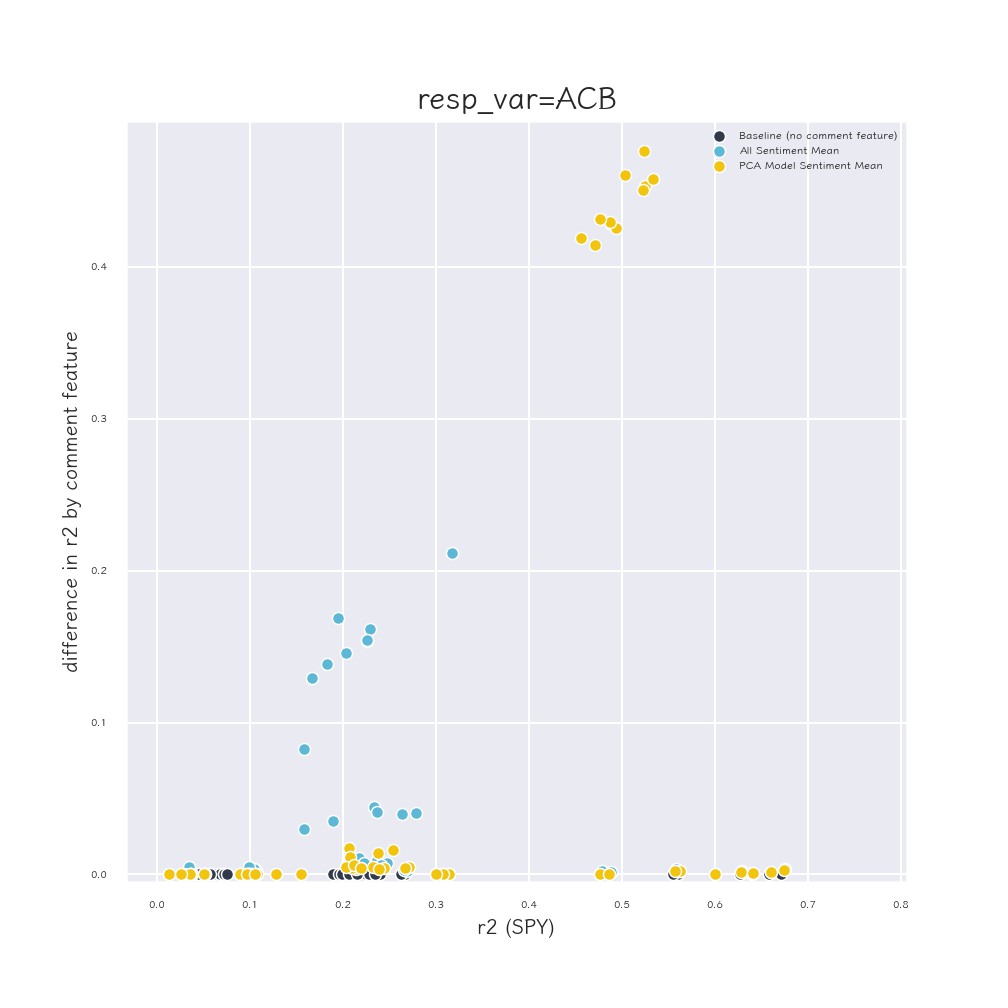 resp_var=ACB
Baseline (no comment feature)
All Sentiment Mean
PCA Model Sentiment Mean
difference in r2 by comment feature
0.4
0.3
0.2
0.1
0.0
0.0 0.1 0.2 0.3 0.4 0.5 0.6 0.7 0.8
r2 (SPY)